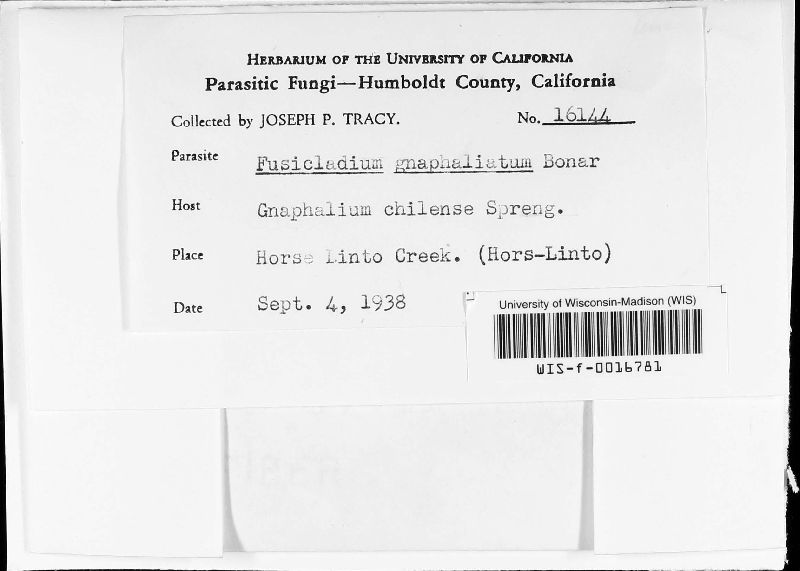 HERBARIUM OF THE UNIVERSITY OF CALIFORNIA
Parasitic Fungi—Humboldt County, California
Collected by JOSEPH P. TRACY. No. 16144
Parasite Fusicladium gnaphaliatum Bonar
Host Gnaphalium chilense Spreng.
Place Horse Linto Creek. (Hors-Linto)
Date Sept. 4, 1938
University of Wisconsin-Madison (WIS)
WIS-f-0016781